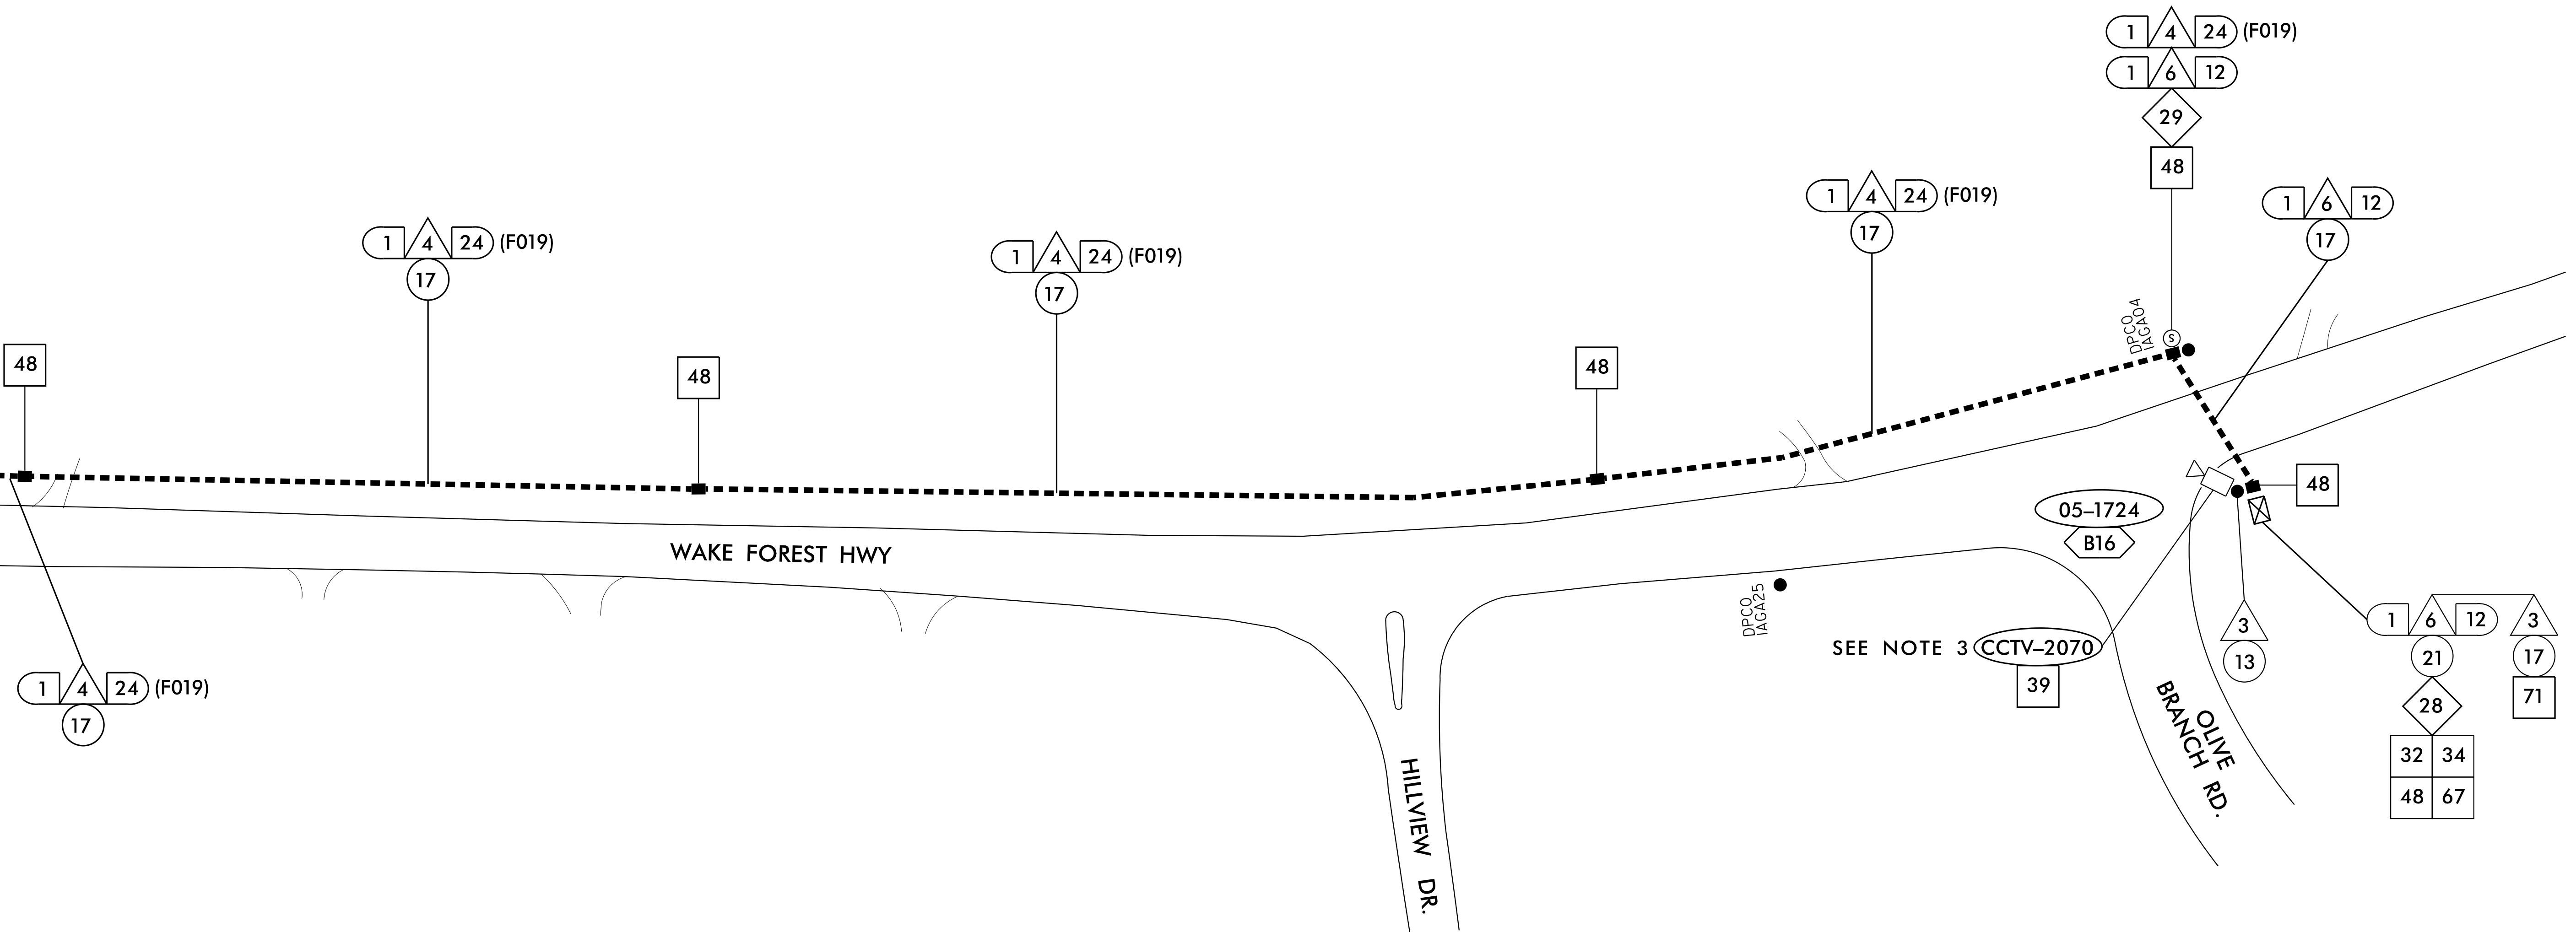 1 4 24 (F019)
1 6 12
29
48
1 4 24 (F019)
17
1 6 12
17
1 4 24 (F019)
17
1 4 24 (F019)
17
48
48
48
DPCO
IAGA04
S
48
05–1724
B16
WAKE FOREST HWY
DPCO
IAGA25
SEE NOTE 3 CCTV–2070
39
3
13
1 6 12
21
28
32 34
48 67
3
17
71
1 4 24 (F019)
17
OLIVE
BRANCH RD.
HILLVIEW DR.